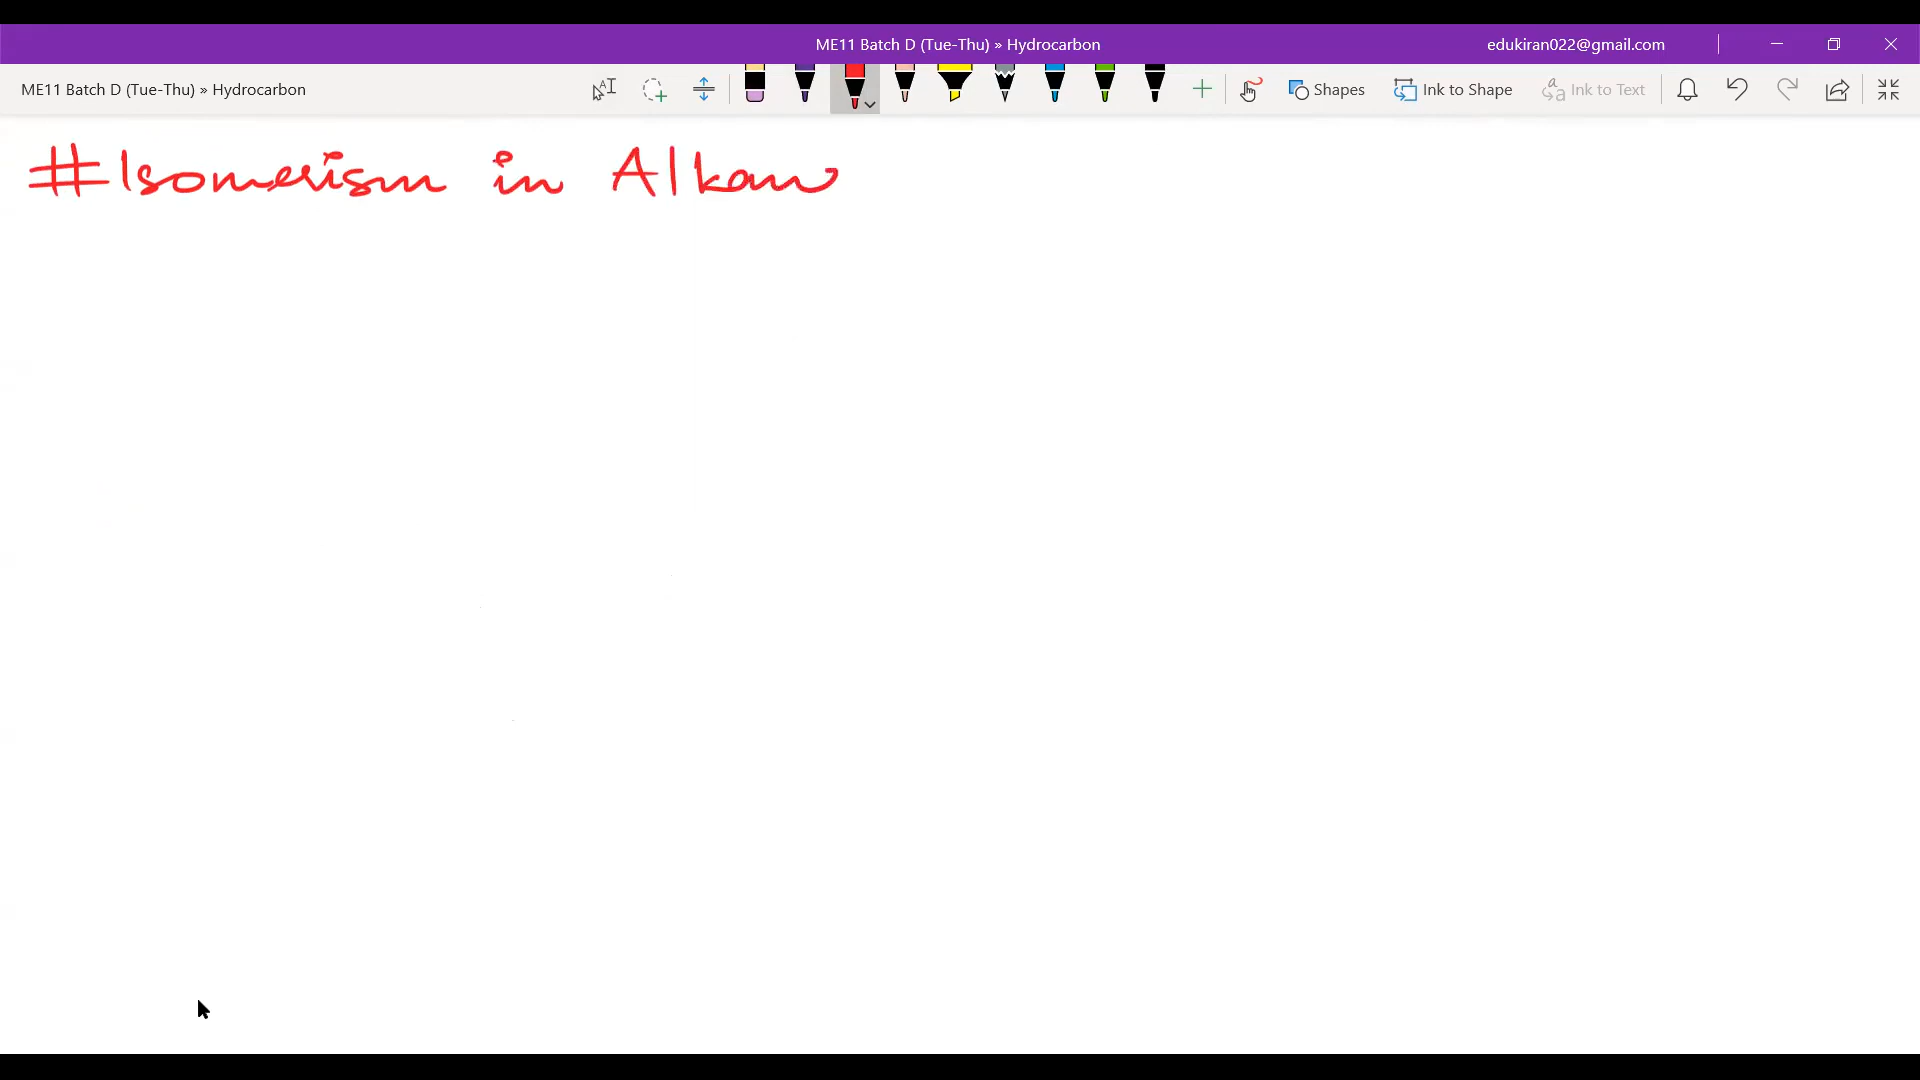 ME11 Batch D (Tue-Thu) » Hydrocarbon
edukiran022@gmail.com
ME11 Batch D (Tue-Thu) » Hydrocarbon
Shapes
Ink to Shape
Ink to Text
#Isomerism in Alkane